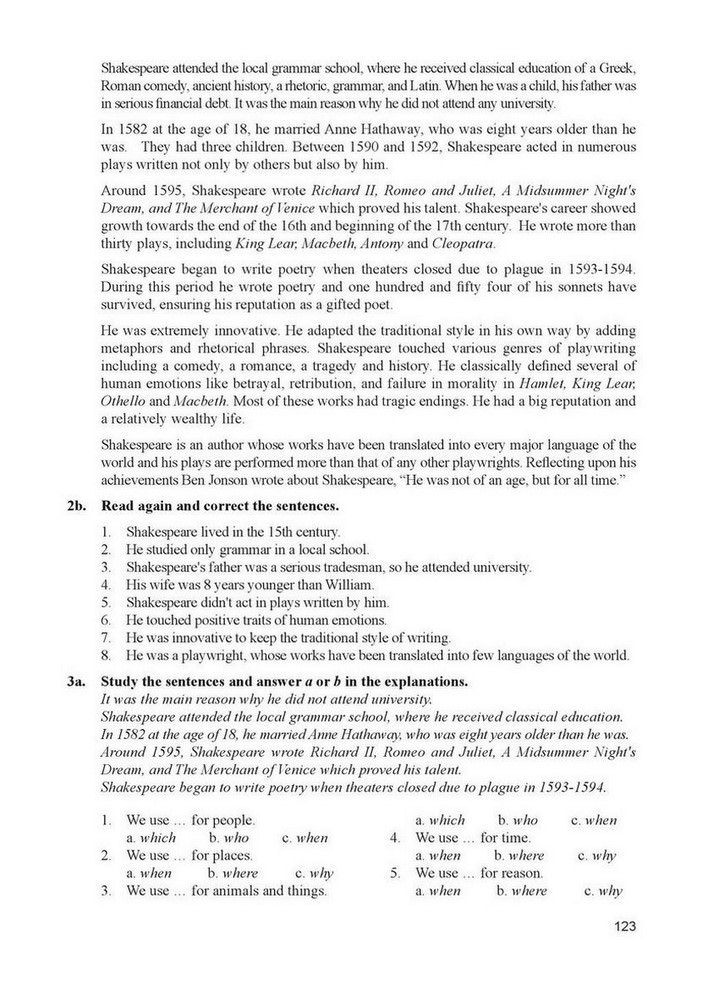 Shakespeare attended the local grammar school, where he received classical education of a Greek,
Roman comedy, ancient history, a rhetoric, grammar, and Latin. When he was a child, his father was
in serious financial debt. It was the main reason why he did not attend any university.
In 1582 at the age of 18, he married Anne Hathaway, who was eight years older than he
was. They had three children. Between 1590 and 1592, Shakespeare acted in numerous
plays written not only by others but also by him.
Around 1595, Shakespeare wrote Richard II, Romeo and Juliet, A Midsummer Night's
Dream, and The Merchant of Venice which proved his talent. Shakespeare's career showed
growth towards the end of the 16th and beginning of the 17th century. He wrote more than
thirty plays, including King Lear, Macbeth, Antony and Cleopatra.
Shakespeare began to write poetry when theaters closed due to plague in 1593-1594.
During this period he wrote poetry and one hundred and fifty four of his sonnets have
survived, ensuring his reputation as a gifted poet.
He was extremely innovative. He adapted the traditional style in his own way by adding
metaphors and rhetorical phrases. Shakespeare touched various genres of playwriting
including a comedy, a romance, a tragedy and history. He classically defined several of
human emotions like betrayal, retribution, and failure in morality in Hamlet, King Lear,
Othello and Macbeth. Most of these works had tragic endings. He had a big reputation and
a relatively wealthy life.
Shakespeare is an author whose works have been translated into every major language of the
world and his plays are performed more than that of any other playwrights. Reflecting upon his
achievements Ben Jonson wrote about Shakespeare, “He was not of an age, but for all time.”
2b. Read again and correct the sentences.
1. Shakespeare lived in the 15th century.
2. He studied only grammar in a local school.
3. Shakespeare's father was a serious tradesman, so he attended university.
4. His wife was 8 years younger than William.
5. Shakespeare didn't act in plays written by him.
6. He touched positive traits of human emotions.
7. He was innovative to keep the traditional style of writing.
8. He was a playwright, whose works have been translated into few languages of the world.
3a. Study the sentences and answer a or b in the explanations.
It was the main reason why he did not attend university.
Shakespeare attended the local grammar school, where he received classical education.
In 1582 at the age of 18, he married Anne Hathaway, who was eight years older than he was.
Around 1595, Shakespeare wrote Richard II, Romeo and Juliet, A Midsummer Night's
Dream, and The Merchant of Venice which proved his talent.
Shakespeare began to write poetry when theaters closed due to plague in 1593-1594.
1. We use … for people.
a. which b. who c. when
2. We use … for places.
a. when b. where c. why
3. We use … for animals and things.
a. which b. who c. when
4. We use … for time.
a. when b. where c. why
5. We use … for reason.
a. when b. where c. why
123